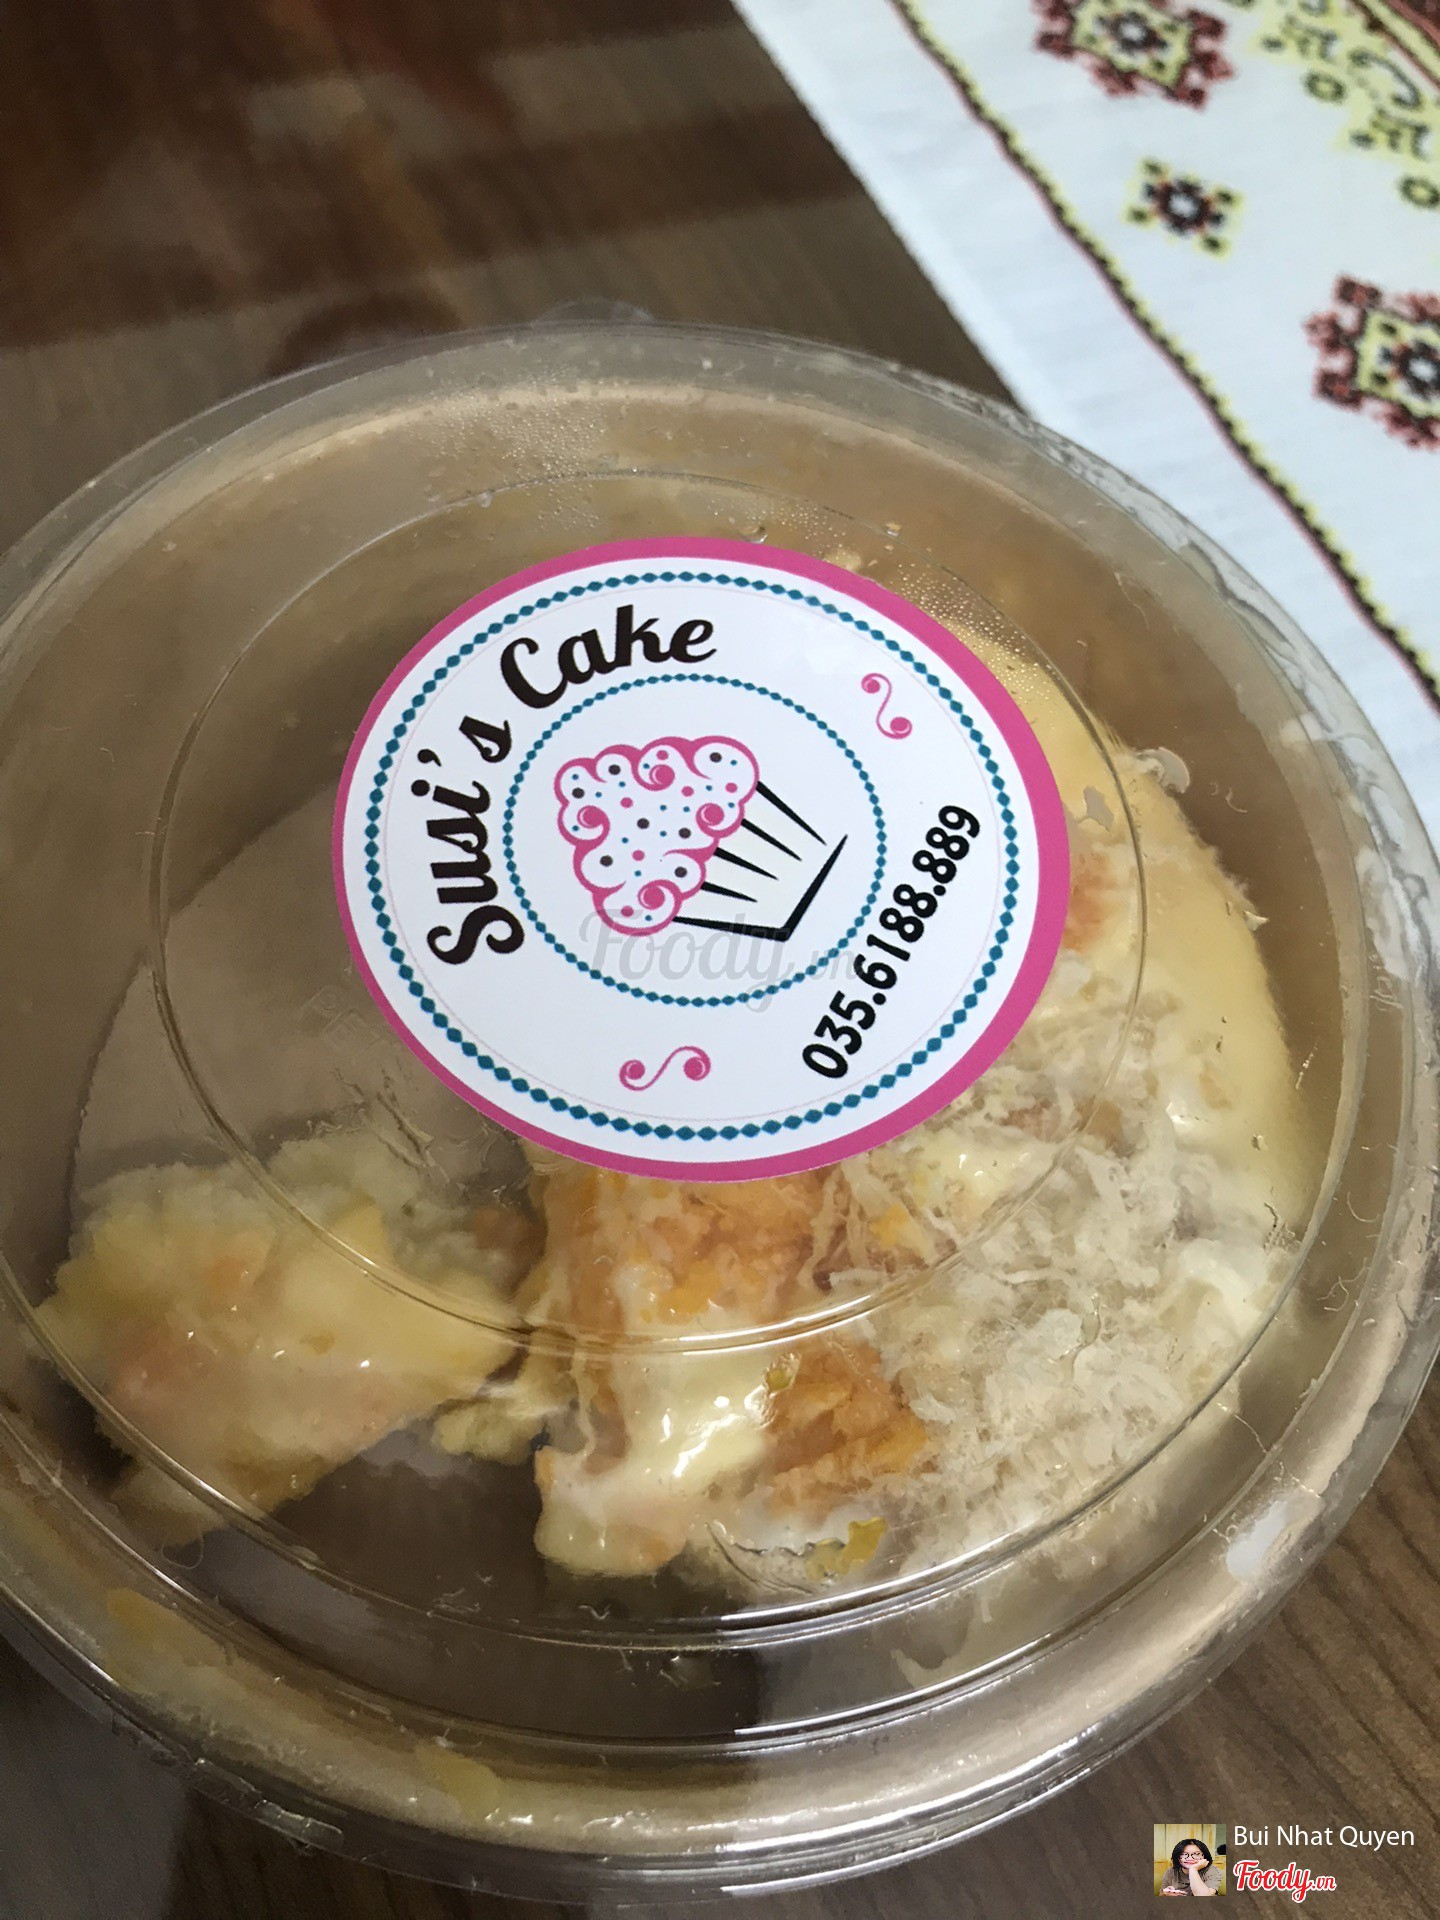 Susi's Cake
035.6188.889
Foody.vn
Bui Nhat Quyen
Foody.vn